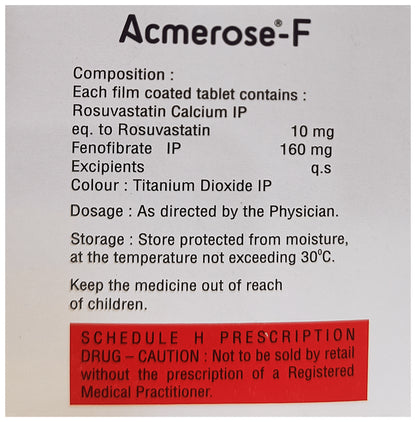 Acmerose®-F
Composition :
Each film coated tablet contains :
Rosuvastatin Calcium IP
eq. to Rosuvastatin 10 mg
Fenofibrate IP 160 mg
Excipients q.s
Colour : Titanium Dioxide IP
Dosage : As directed by the Physician.
Storage : Store protected from moisture,
at the temperature not exceeding 30⁰C.
Keep the medicine out of reach
of children.
SCHEDULE H PRESCRIPTION
DRUG – CAUTION : Not to be sold by retail
without the prescription of a Registered
Medical Practitioner.